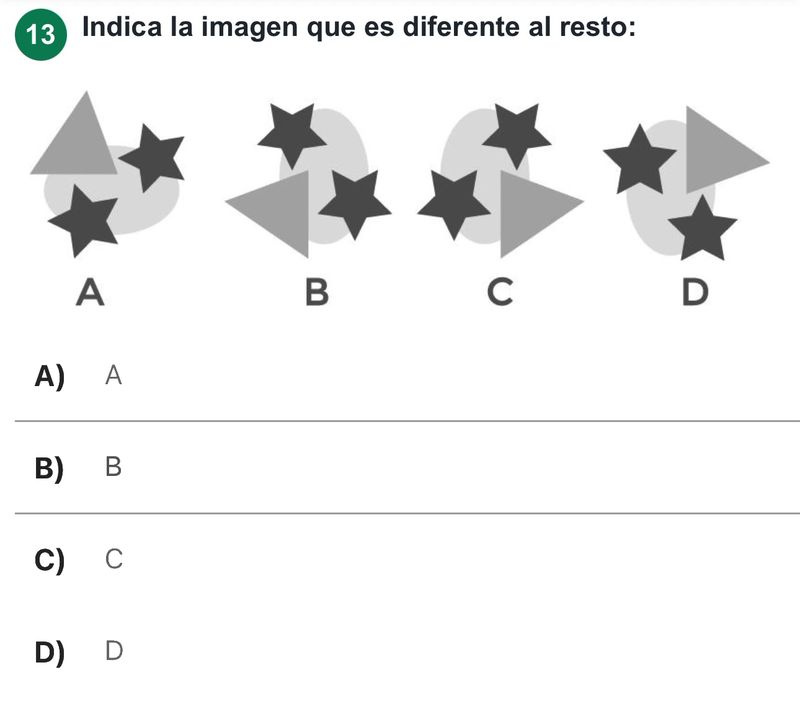 13 Indica la imagen que es diferente al resto:
A B C D
A) A
B) B
C) C
D) D